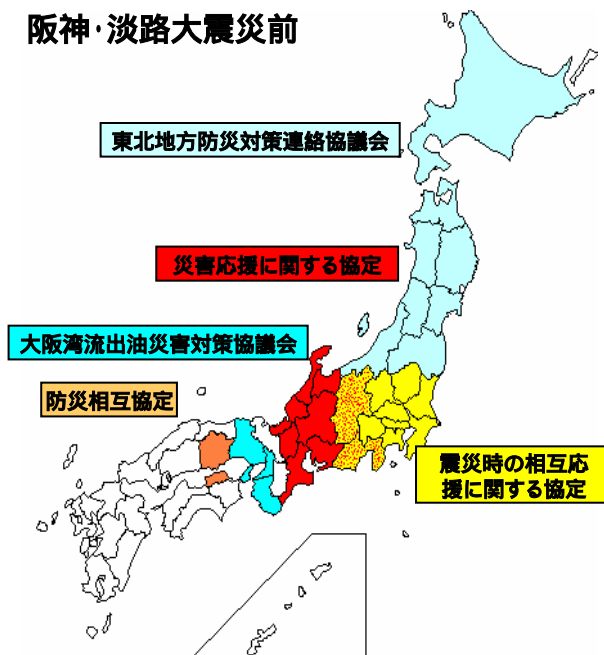 阪神・淡路大震災前
東北地方防災対策連絡協議会
災害応援に関する協定
大阪湾流出油災害対策協議会
防災相互協定
震災時の相互応
援に関する協定